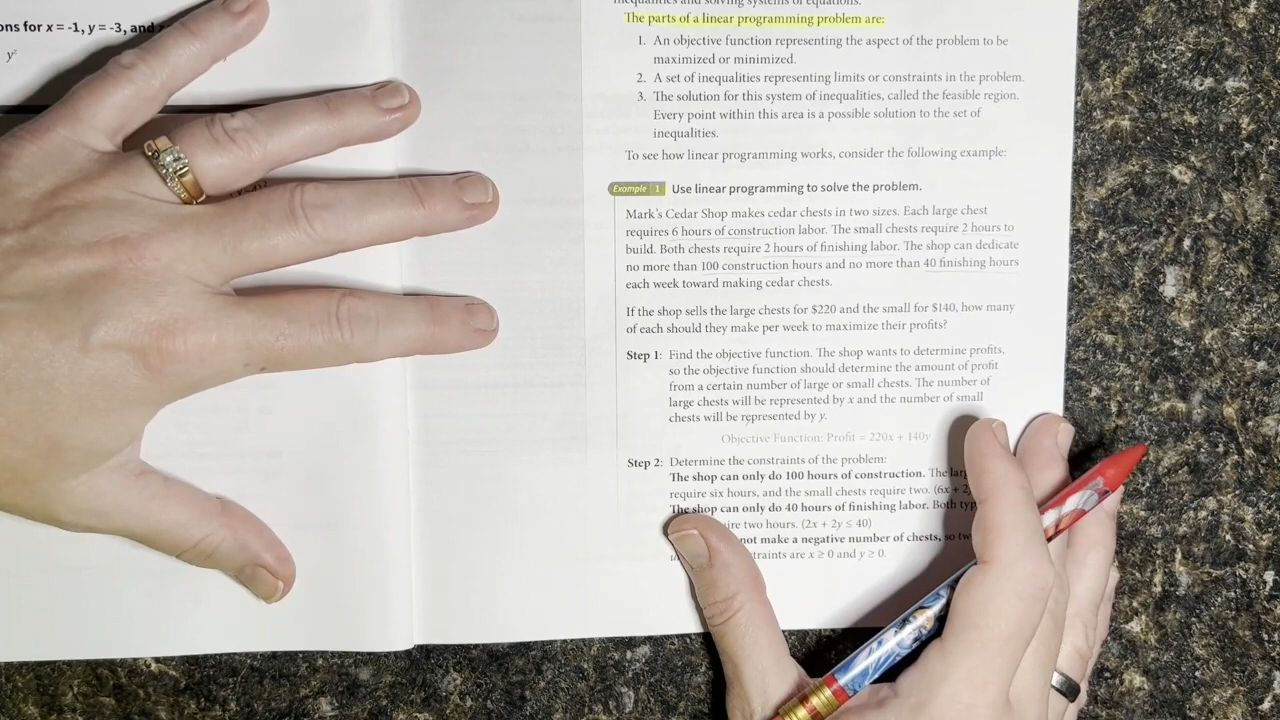 ons for x = -1, y = -3, and
y²
inequalities and solving systems of equations.
The parts of a linear programming problem are:
1. An objective function representing the aspect of the problem to be
maximized or minimized.
2. A set of inequalities representing limits or constraints in the problem.
3. The solution for this system of inequalities, called the feasible region.
Every point within this area is a possible solution to the set of
inequalities.
To see how linear programming works, consider the following example:
Example 1 Use linear programming to solve the problem.
Mark's Cedar Shop makes cedar chests in two sizes. Each large chest
requires 6 hours of construction labor. The small chests require 2 hours to
build. Both chests require 2 hours of finishing labor. The shop can dedicate
no more than 100 construction hours and no more than 40 finishing hours
each week toward making cedar chests.
If the shop sells the large chests for $220 and the small for $140, how many
of each should they make per week to maximize their profits?
Step 1: Find the objective function. The shop wants to determine profits,
so the objective function should determine the amount of profit
from a certain number of large or small chests. The number of
large chests will be represented by x and the number of small
chests will be represented by y.
Objective Function: Profit = 220x + 140y
Step 2: Determine the constraints of the problem:
The shop can only do 100 hours of construction. The
require six hours, and the small chests require two. (6x + 2
The shop can only do 40 hours of finishing labor. Both
two hours. (2x + 2y ≤ 40)
not make a negative number of chests, so
are x ≥ 0 and y ≥ 0.